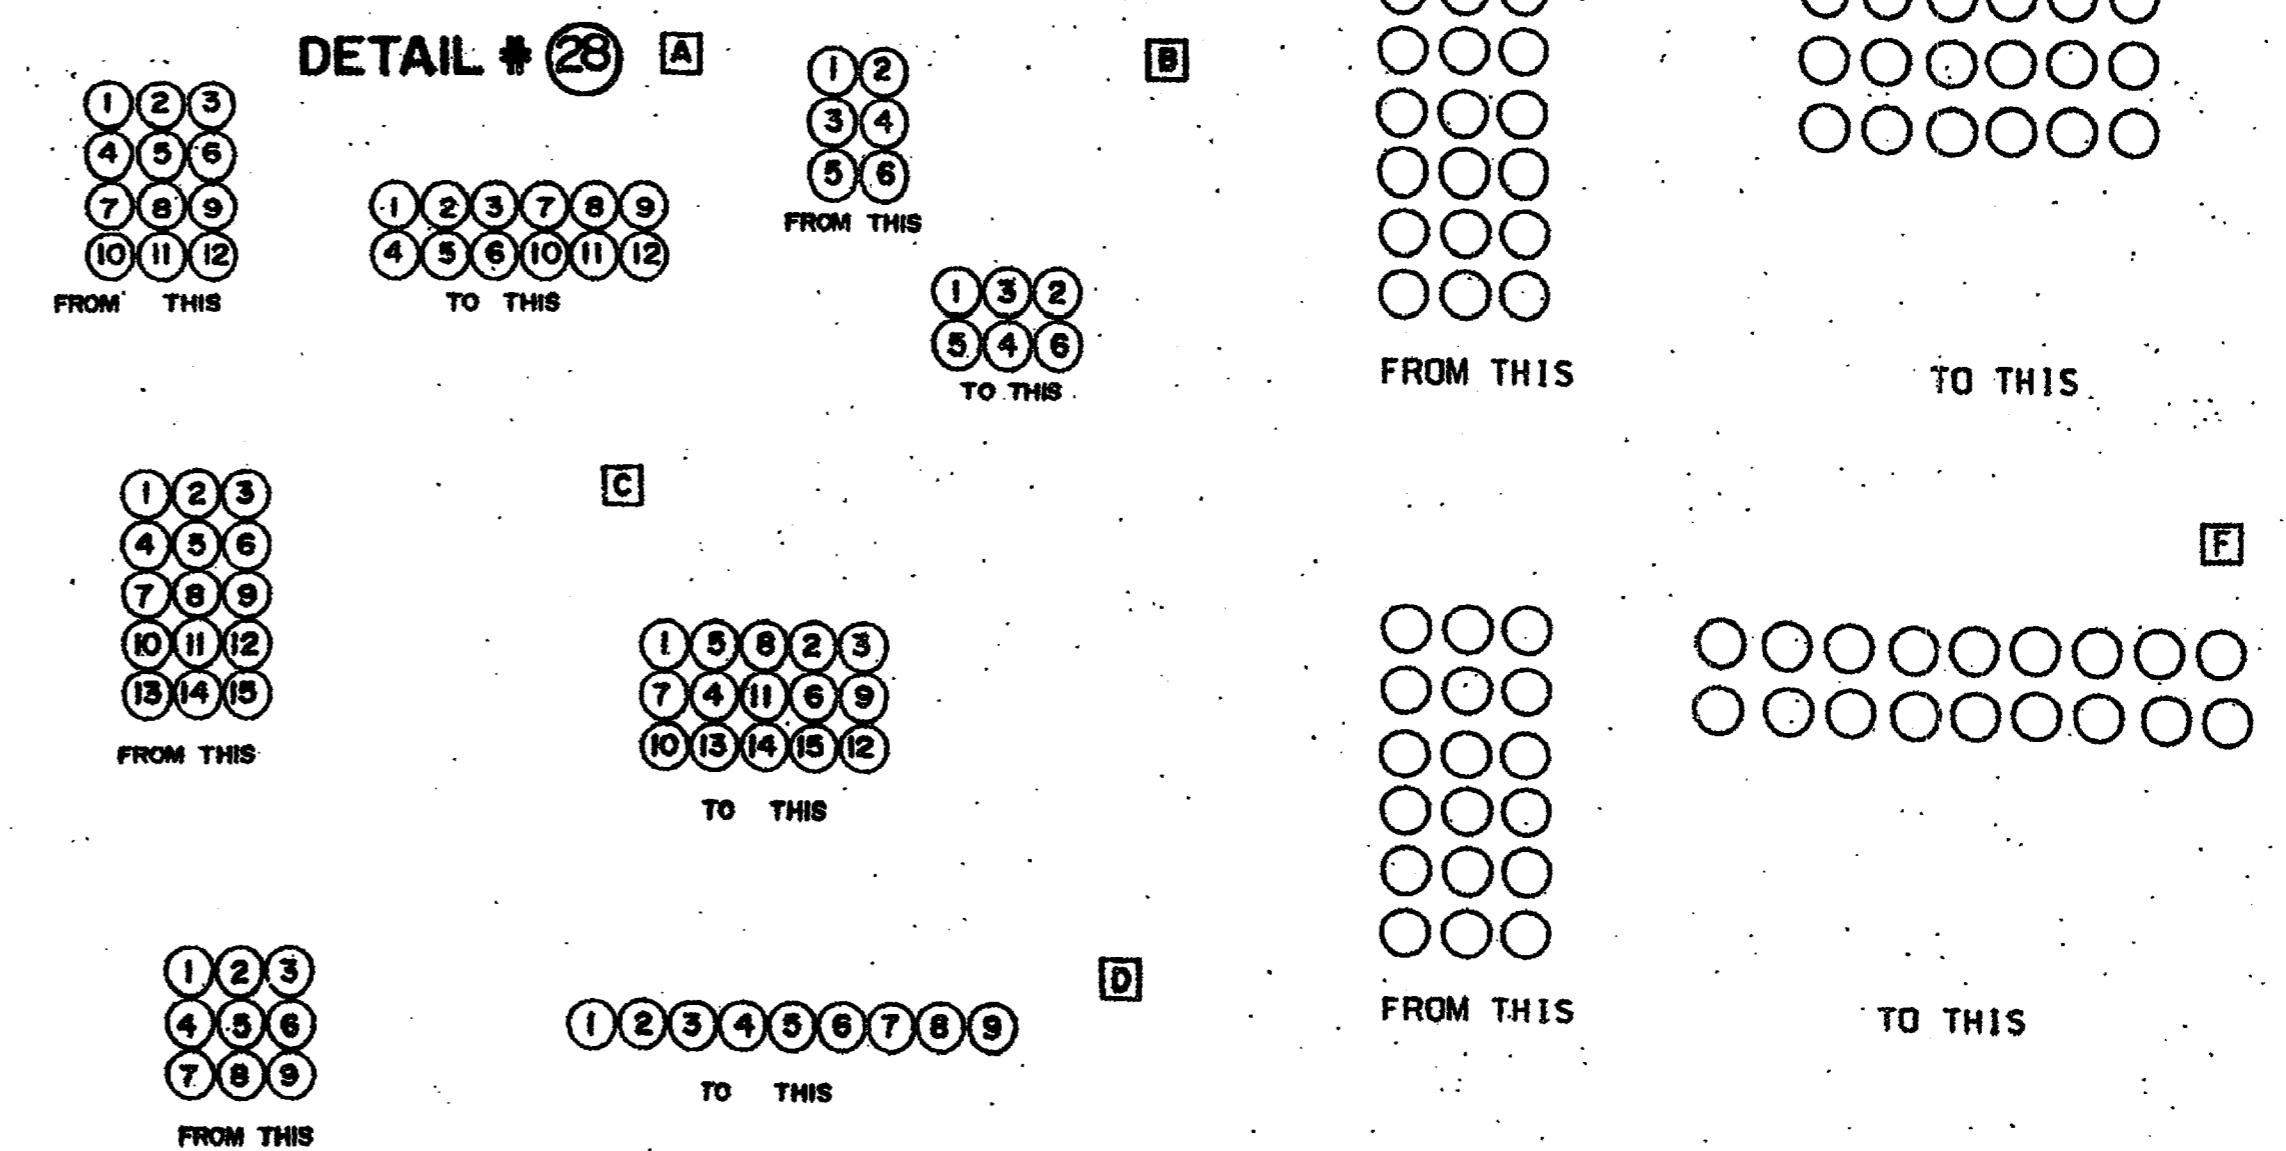 DETAIL # 28 A
1 2 3
4 5 6
7 8 9
10 11 12
FROM THIS
1 2 3 7 8 9
4 5 6 10 11 12
TO THIS
B
1 2
3 4
5 6
FROM THIS
1 3 2
5 4 6
TO THIS
C
1 2 3
4 5 6
7 8 9
10 11 12
13 14 15
FROM THIS
1 5 8 2 3
7 4 11 6 9
10 13 14 15 12
TO THIS
D
1 2 3
4 5 6
7 8 9
FROM THIS
1 2 3 4 5 6 7 8 9
TO THIS
FROM THIS
TO THIS
F
FROM THIS
TO THIS